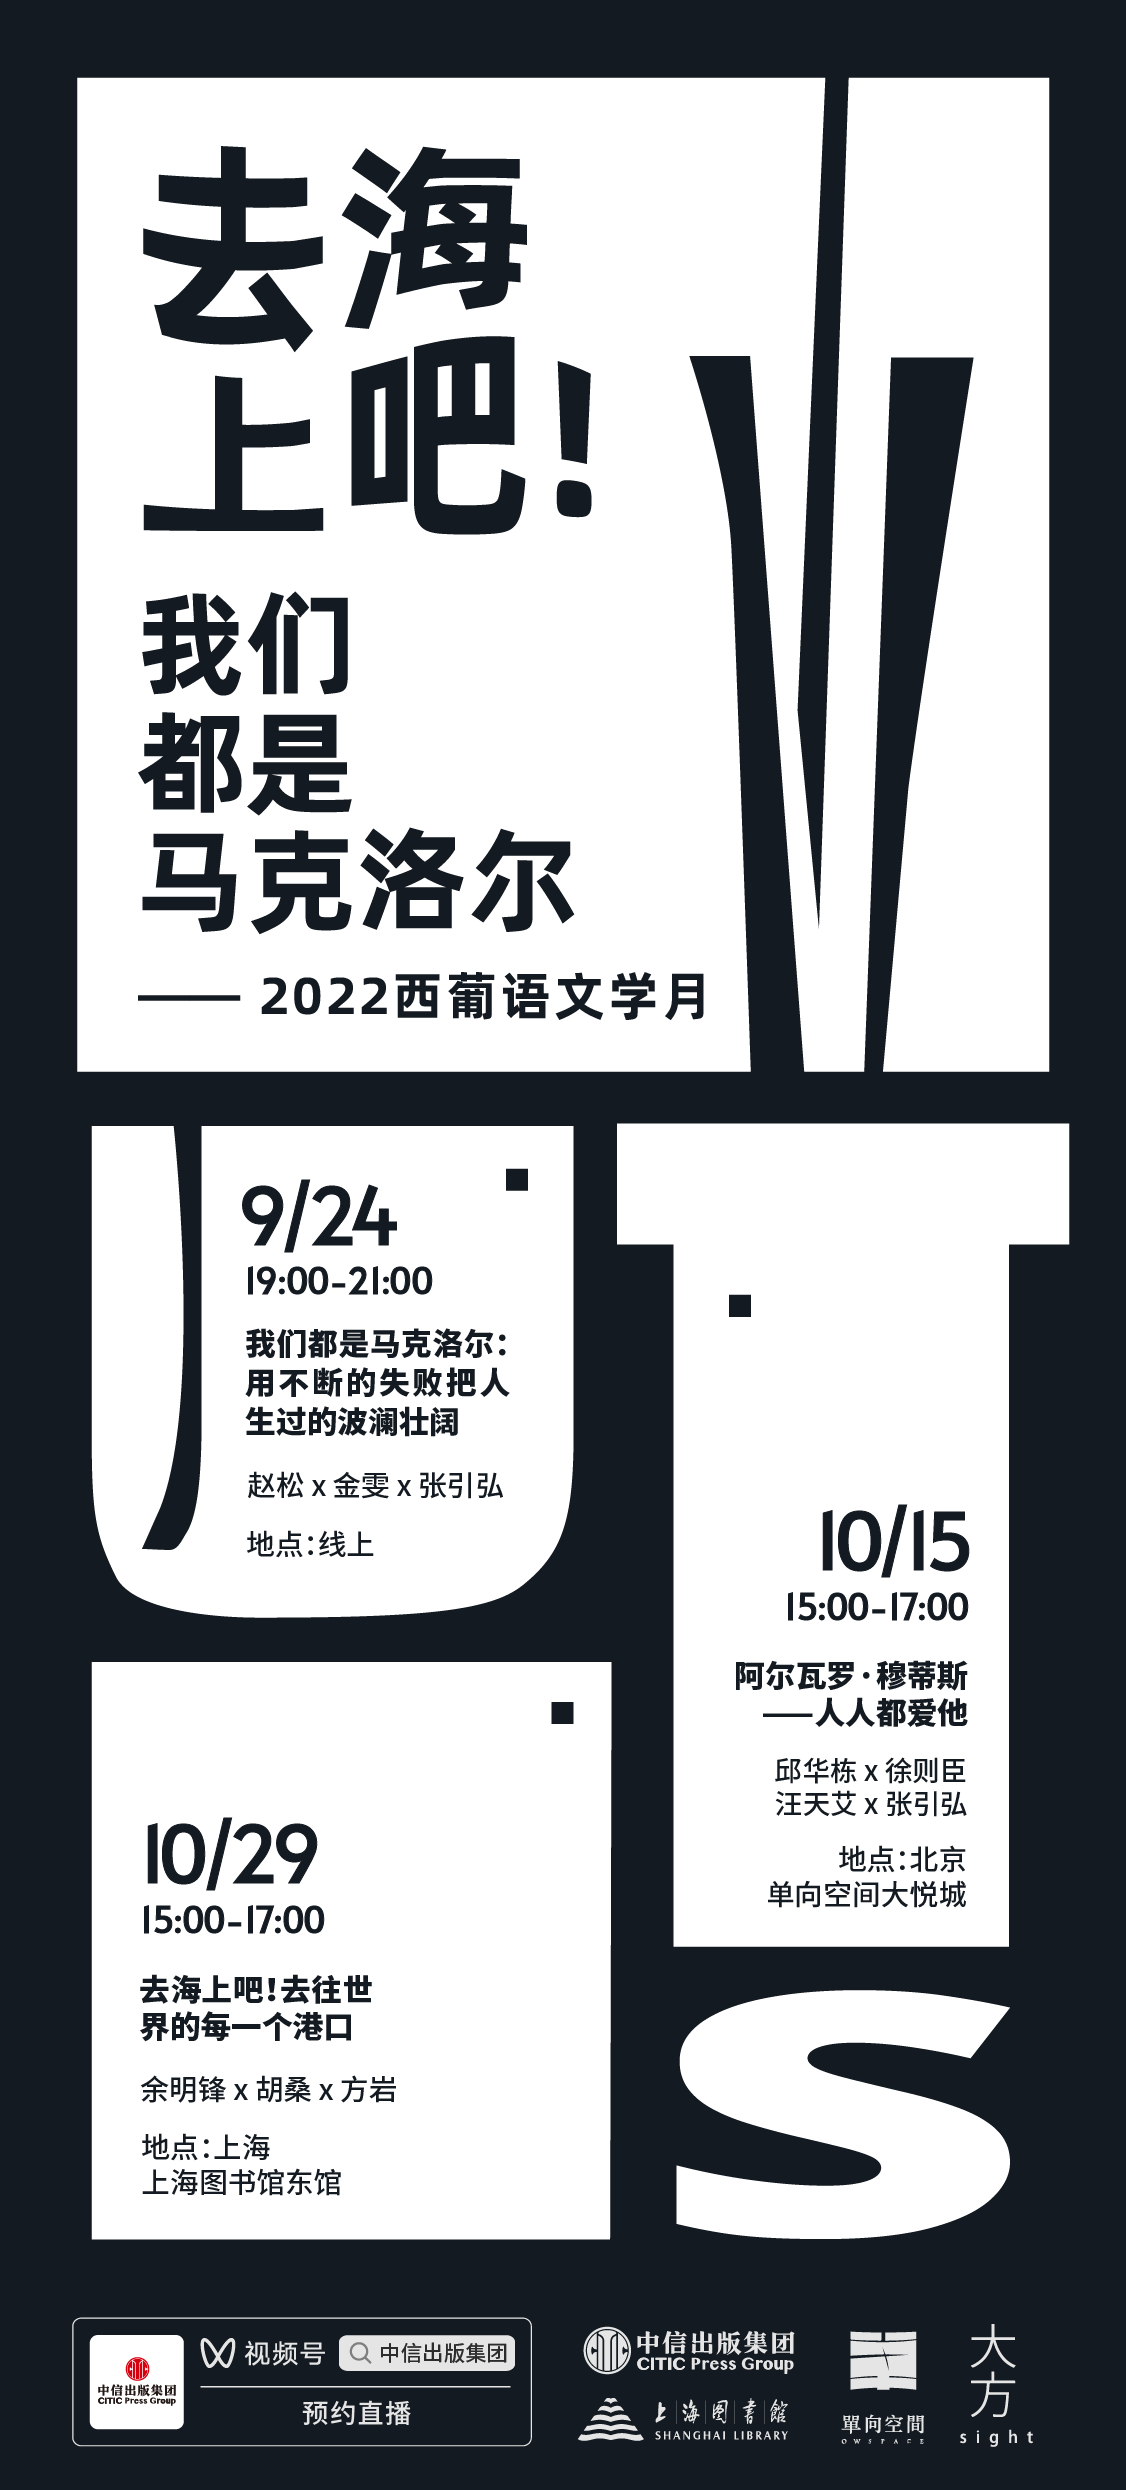 去海
上吧！
我们
都是
马克洛尔
—— 2022西葡语文学月
9/24
19:00-21:00
我们都是马克洛尔：
用不断的失败把人
生过的波澜壮阔
赵松 x 金雯 x 张引弘
地点：线上
10/15
15:00-17:00
阿尔瓦罗·穆蒂斯
——人人都爱他
邱华栋 x 徐则臣
汪天艾 x 张引弘
地点：北京
单向空间大悦城
10/29
15:00-17:00
去海上吧！去往世
界的每一个港口
余明锋 x 胡桑 x 方岩
地点：上海
上海图书馆东馆
S
中信出版集团
CITIC Press Group
视频号
中信出版集团
预约直播
中信出版集团
CITIC Press Group
上海图書館
SHANGHAI LIBRARY
單向空間
OWSPACE
大方
sight